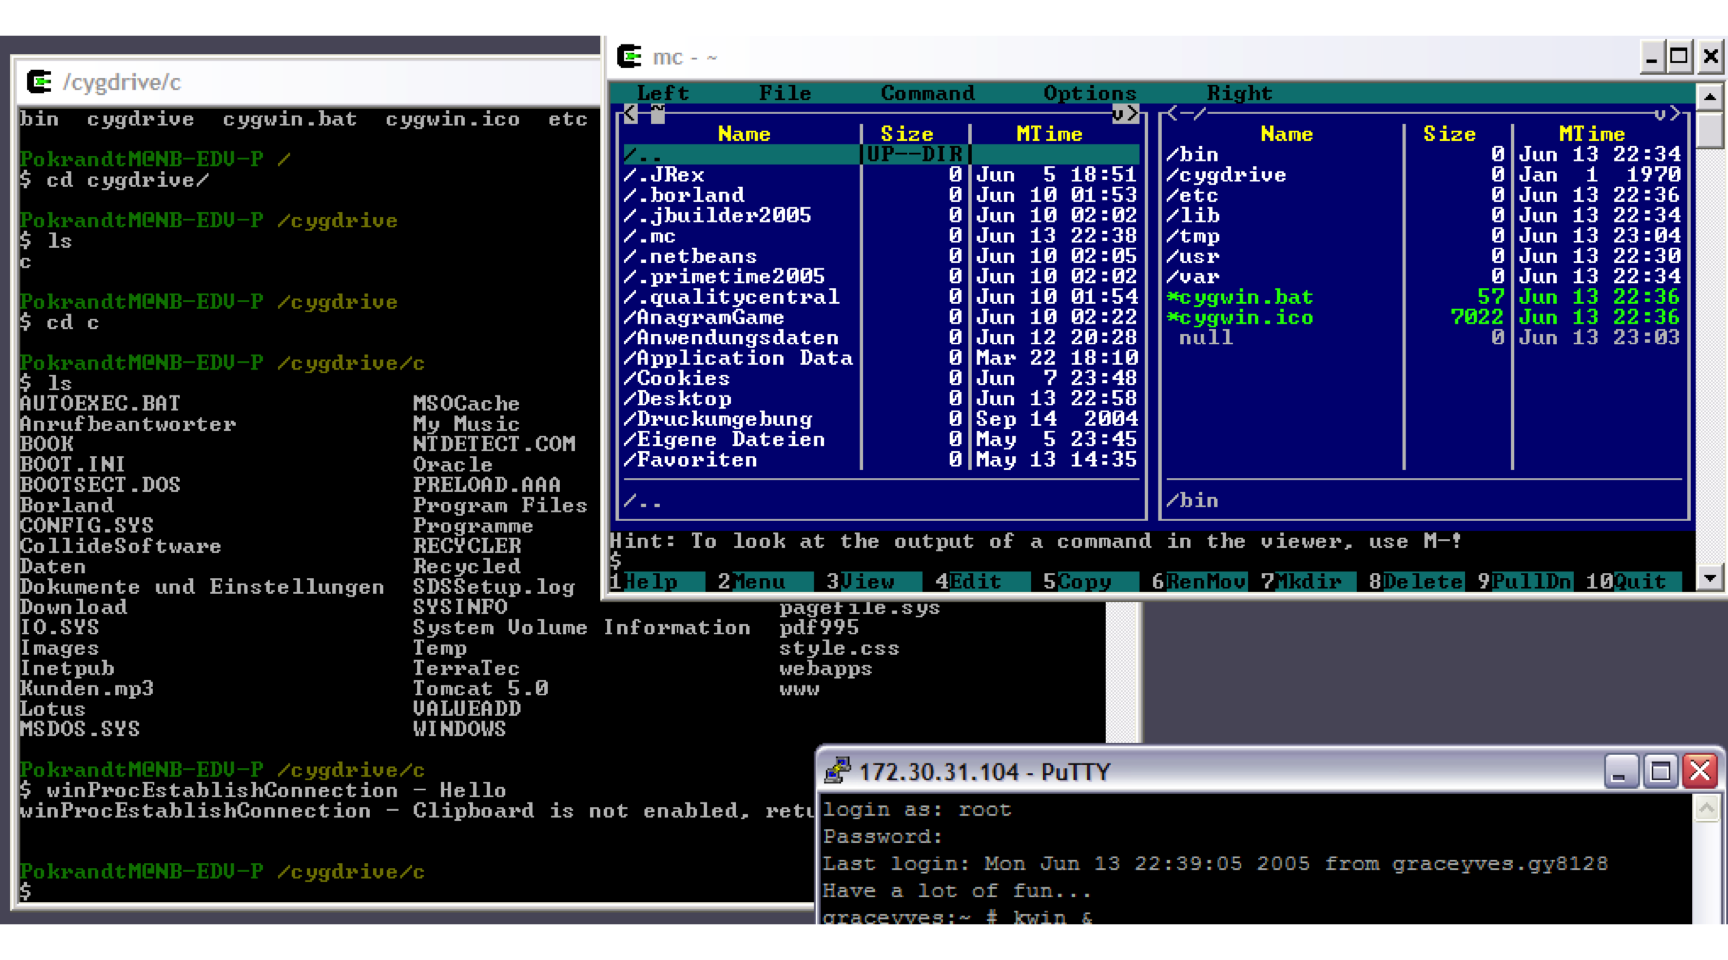 /cygdrive/c
bin cygdrive cygwin.bat cygwin.ico etc
PokrandtM@NB-EDV-P /
$ cd cygdrive/
PokrandtM@NB-EDV-P /cygdrive
$ ls
c
PokrandtM@NB-EDV-P /cygdrive
$ cd c
PokrandtM@NB-EDV-P /cygdrive/c
$ ls
AUTOEXEC.BAT MSOCache
Anrufbeantworter My Music
BOOK NTDETECT.COM
BOOT.INI Oracle
BOOTSECT.DOS PRELOAD.AAA
Borland Program Files
CONFIG.SYS Programme
CollideSoftware RECYCLER
Daten Recycled
Dokumente und Einstellungen SDSSetup.log
Download SYSINFO pagefile.sys
IO.SYS System Volume Information pdf995
Images Temp style.css
Inetpub TerraTec webapps
Kunden.mp3 Tomcat 5.0 www
Lotus VALUEADD
MSDOS.SYS WINDOWS
PokrandtM@NB-EDV-P /cygdrive/c
$ winProcEstablishConnection - Hello
winProcEstablishConnection - Clipboard is not enabled, retu
PokrandtM@NB-EDV-P /cygdrive/c
$
mc - ~
Left File Command Options Right
<─~ v> <─/ v>
Name Size MTime Name Size MTime
/.. UP--DIR /bin 0 Jun 13 22:34
/.JRex 0 Jun 5 18:51 /cygdrive 0 Jan 1 1970
/.borland 0 Jun 10 01:53 /etc 0 Jun 13 22:36
/.jbuilder2005 0 Jun 10 02:02 /lib 0 Jun 13 22:34
/.mc 0 Jun 13 22:38 /tmp 0 Jun 13 23:04
/.netbeans 0 Jun 10 02:05 /usr 0 Jun 13 22:30
/.primetime2005 0 Jun 10 02:02 /var 0 Jun 13 22:34
/.qualitycentral 0 Jun 10 01:54 *cygwin.bat 57 Jun 13 22:36
/AnagramGame 0 Jun 10 02:22 *cygwin.ico 7022 Jun 13 22:36
/Anwendungsdaten 0 Jun 12 20:28 null 0 Jun 13 23:03
/Application Data 0 Mar 22 18:10
/Cookies 0 Jun 7 23:48
/Desktop 0 Jun 13 22:58
/Druckumgebung 0 Sep 14 2004
/Eigene Dateien 0 May 5 23:45
/Favoriten 0 May 13 14:35
/.. /bin
Hint: To look at the output of a command in the viewer, use M-!
$
1Help 2Menu 3View 4Edit 5Copy 6RenMov 7Mkdir 8Delete 9PullDn 10Quit
172.30.31.104 - PuTTY
login as: root
Password:
Last login: Mon Jun 13 22:39:05 2005 from graceyves.gy8128
Have a lot of fun...
graceyves:~ # kwin &